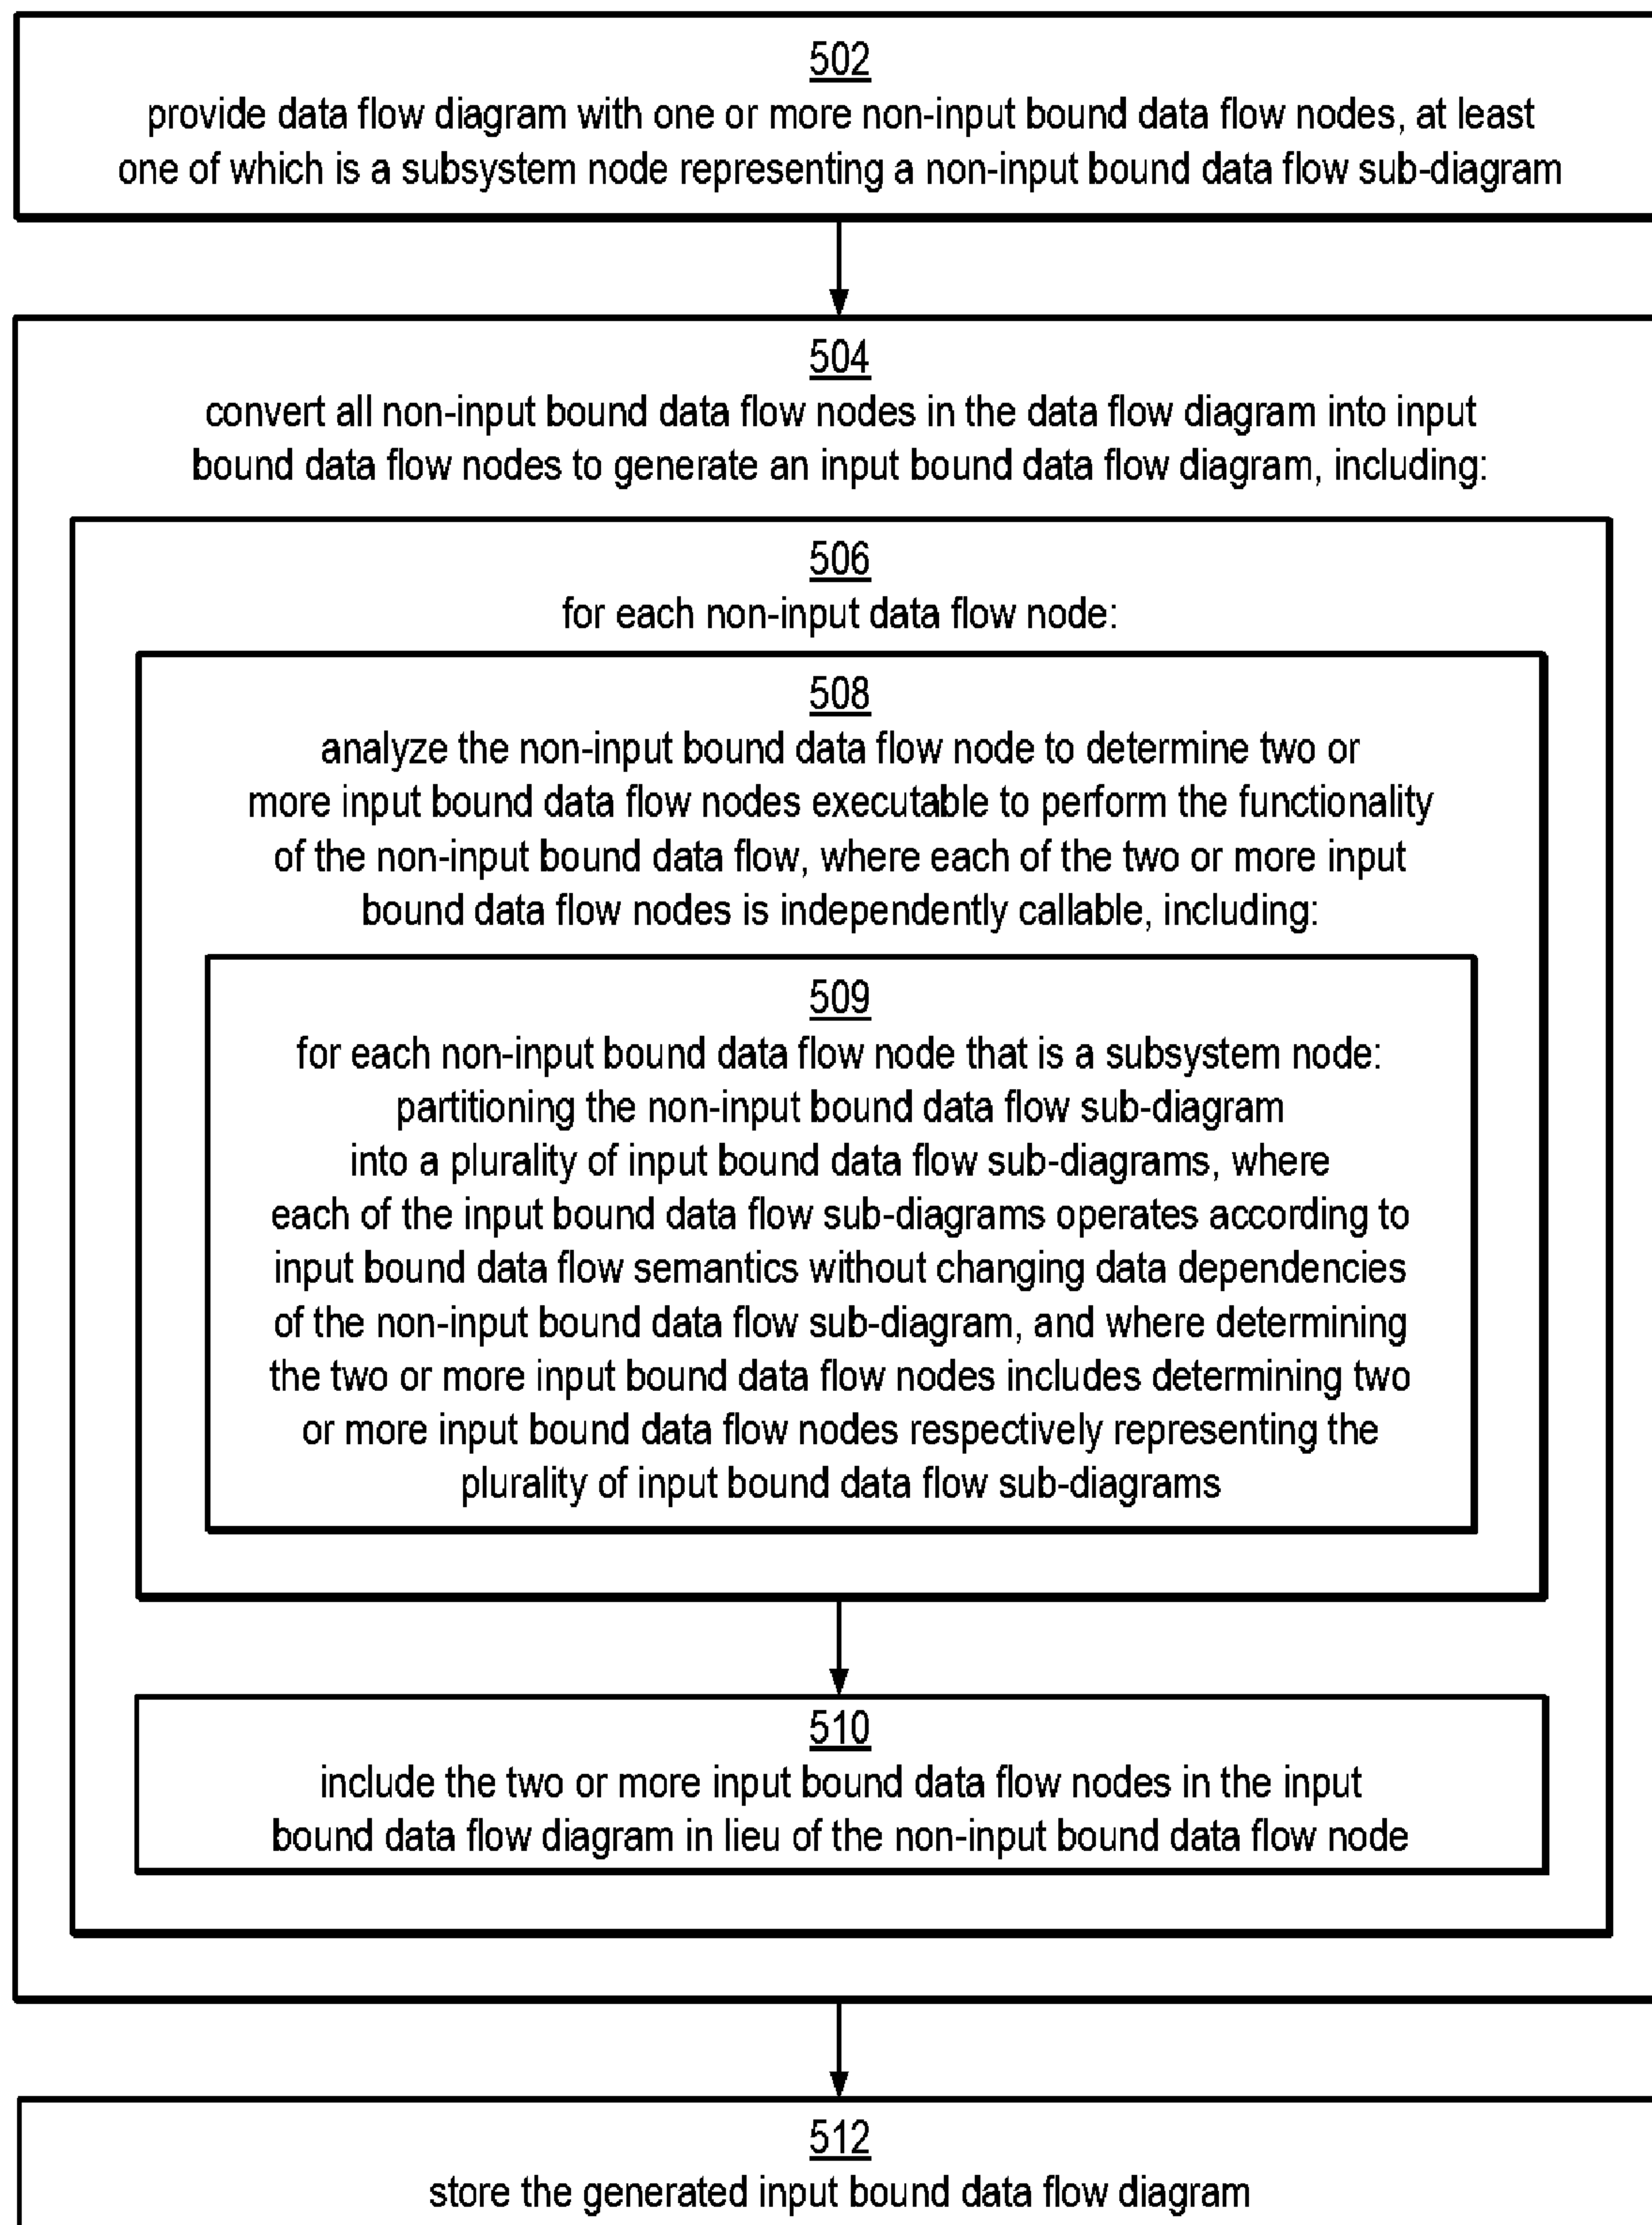 502
provide data flow diagram with one or more non-input bound data flow nodes, at least
one of which is a subsystem node representing a non-input bound data flow sub-diagram
504
convert all non-input bound data flow nodes in the data flow diagram into input
bound data flow nodes to generate an input bound data flow diagram, including:
506
for each non-input data flow node:
508
analyze the non-input bound data flow node to determine two or
more input bound data flow nodes executable to perform the functionality
of the non-input bound data flow, where each of the two or more input
bound data flow nodes is independently callable, including:
509
for each non-input bound data flow node that is a subsystem node:
partitioning the non-input bound data flow sub-diagram
into a plurality of input bound data flow sub-diagrams, where
each of the input bound data flow sub-diagrams operates according to
input bound data flow semantics without changing data dependencies
of the non-input bound data flow sub-diagram, and where determining
the two or more input bound data flow nodes includes determining two
or more input bound data flow nodes respectively representing the
plurality of input bound data flow sub-diagrams
510
include the two or more input bound data flow nodes in the input
bound data flow diagram in lieu of the non-input bound data flow node
512
store the generated input bound data flow diagram